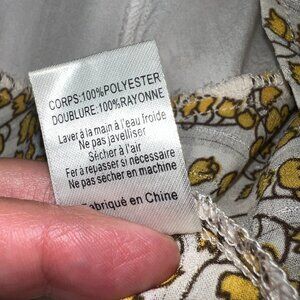 CORPS:100%POLYESTER
DOUBLURE:100%RAYONNE
Laver à la main à l'eau froide
Ne pas javelliser
Sécher à l'air
Fer à repasser si nécessaire
Ne pas sécher en machine
Fabriqué en Chine